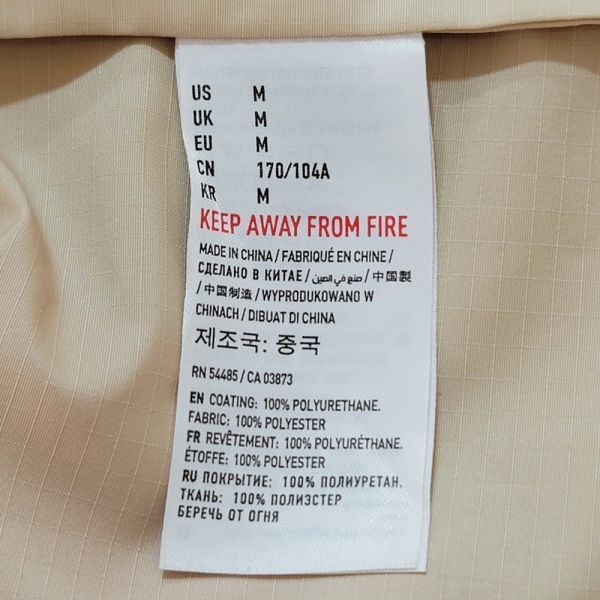 US M
UK M
EU M
CN 170/104A
KR M
KEEP AWAY FROM FIRE
MADE IN CHINA / FABRIQUÉ EN CHINE /
СДЕЛАНО В КИТАЕ / صنع في الصين / 中国製
/ 中国制造 / WYPRODUKOWANO W
CHINACH / DIBUAT DI CHINA
제조국: 중국
RN 54485 / CA 03873
EN COATING: 100% POLYURETHANE.
FABRIC: 100% POLYESTER
FR REVÊTEMENT: 100% POLYURÉTHANE.
ÉTOFFE: 100% POLYESTER
RU ПОКРЫТИЕ: 100% ПОЛИУРЕТАН.
ТКАНЬ: 100% ПОЛИЭСТЕР
БЕРЕЧЬ ОТ ОГНЯ